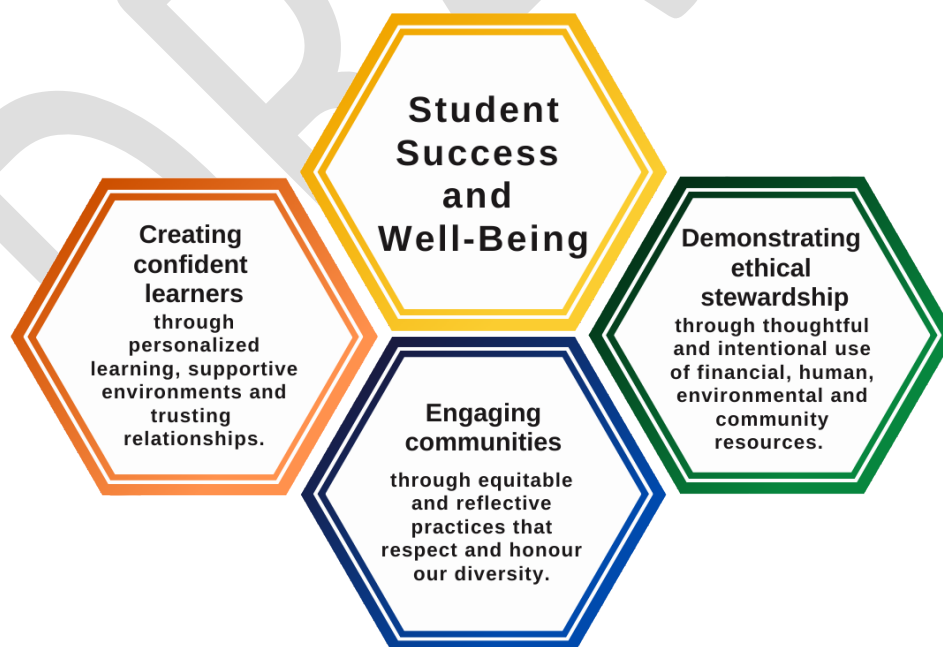 Student
Success
and
Well-Being
Creating
confident
learners
through
personalized
learning, supportive
environments and
trusting
relationships.
Engaging
communities
through equitable
and reflective
practices that
respect and honour
our diversity.
Demonstrating
ethical
stewardship
through thoughtful
and intentional use
of financial, human,
environmental and
community
resources.